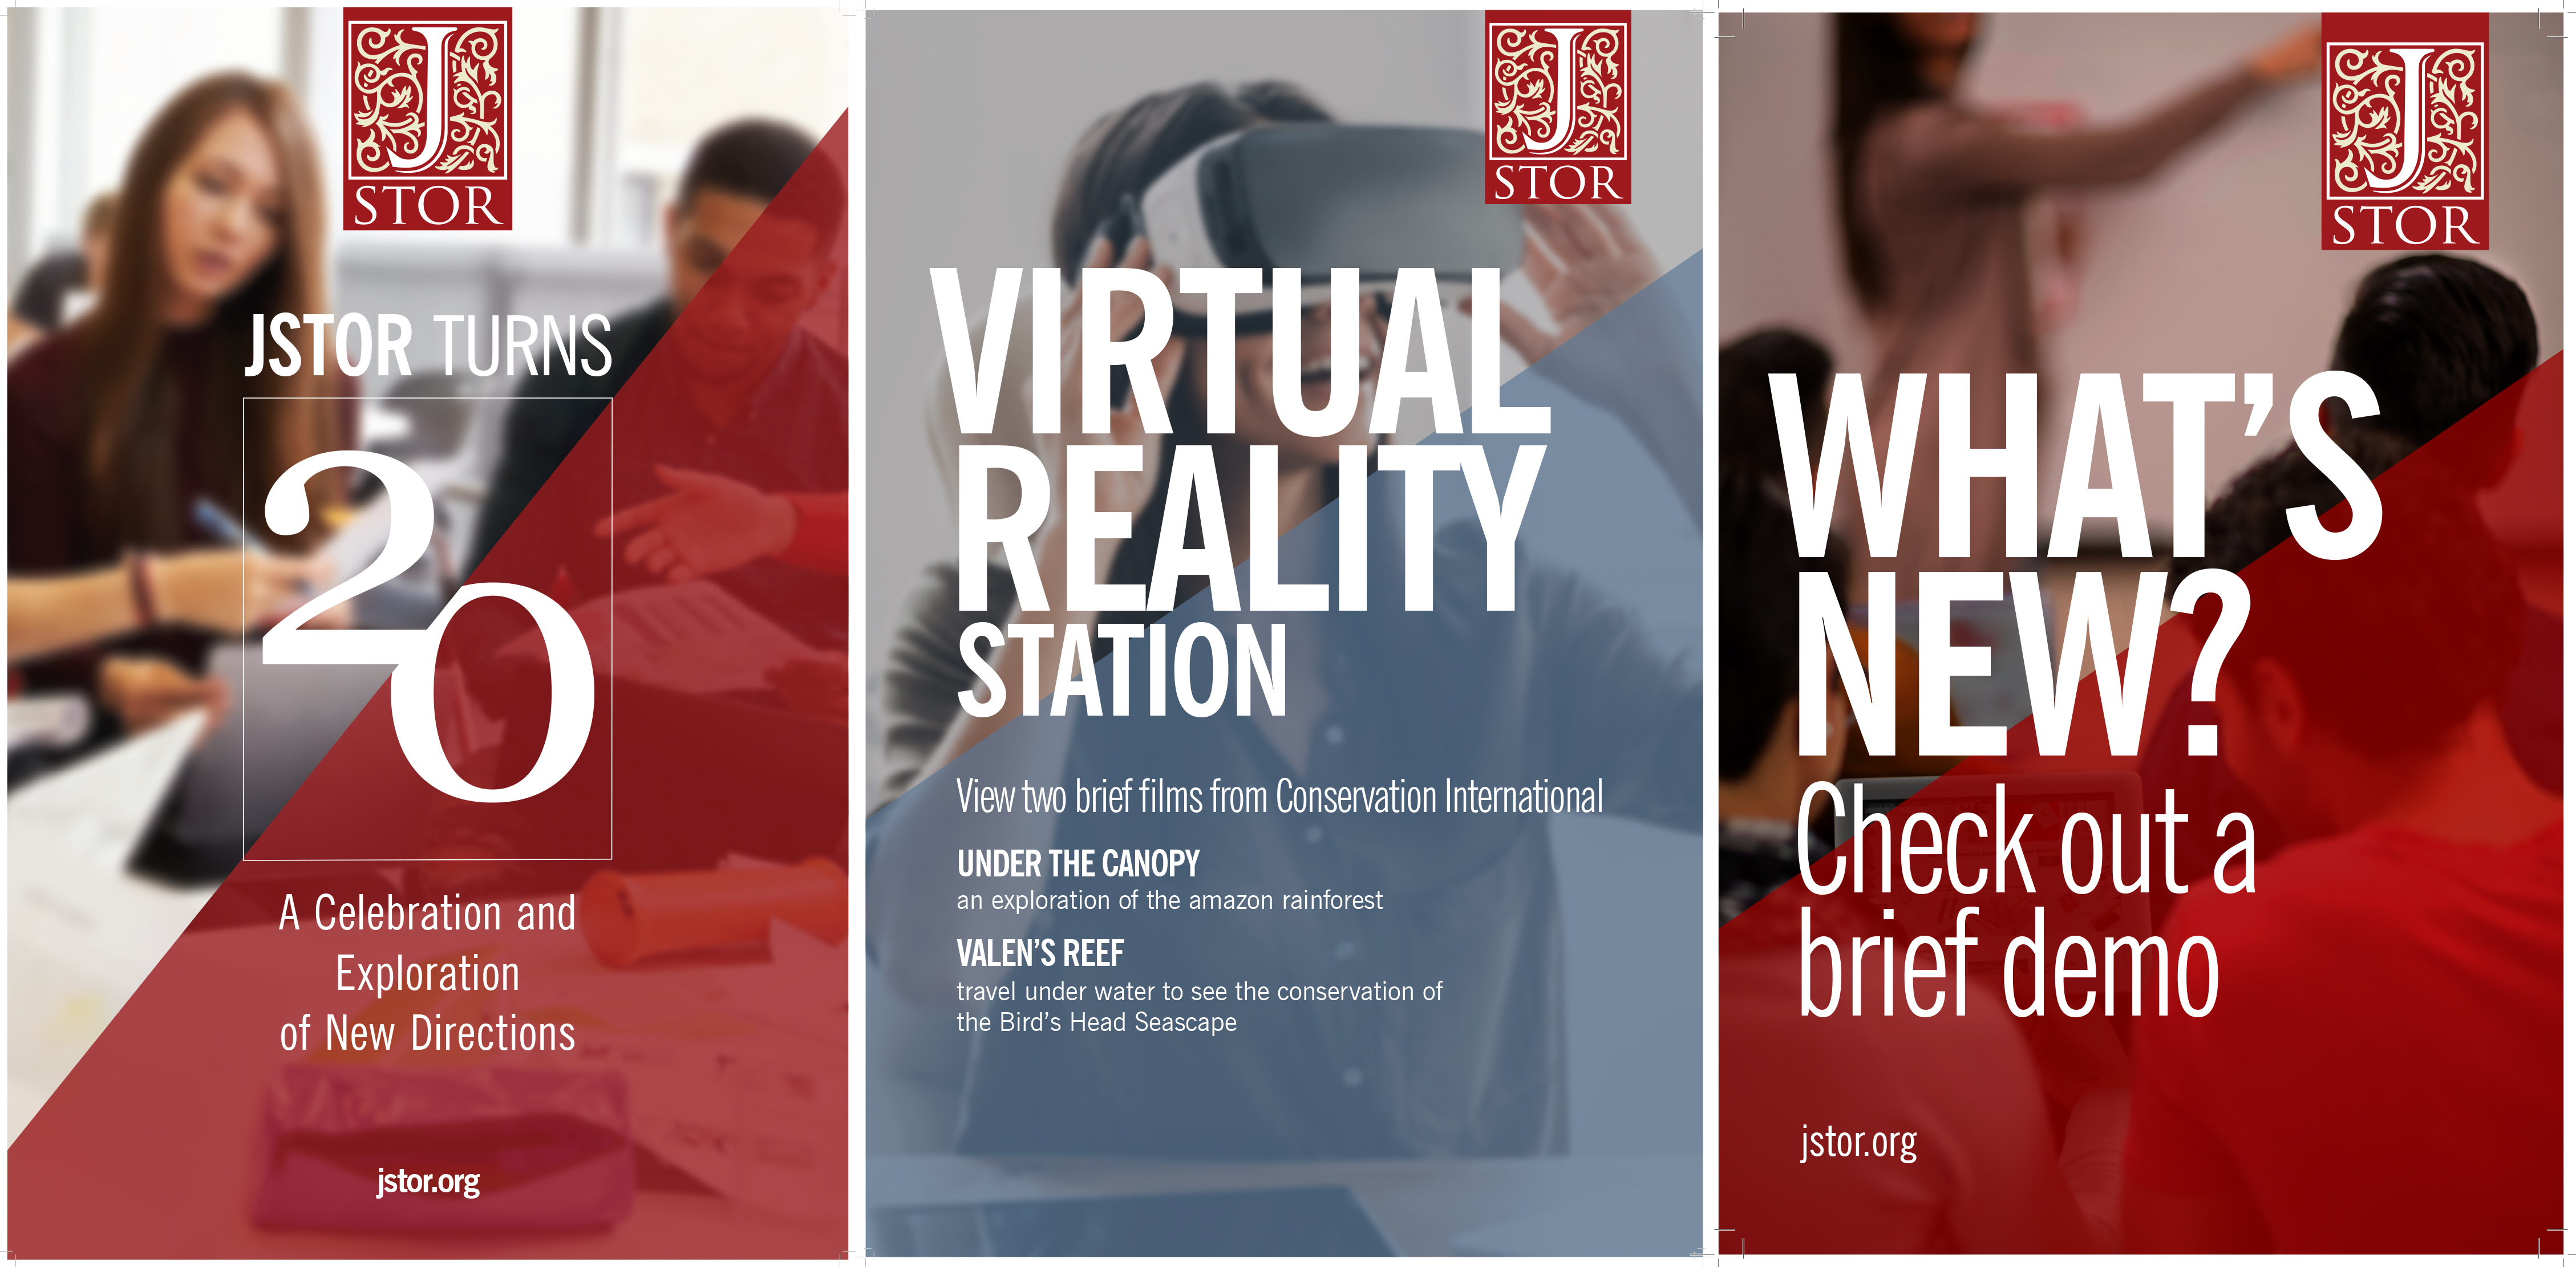 J
STOR
JSTOR TURNS
20
A Celebration and
Exploration
of New Directions
jstor.org
J
STOR
VIRTUAL
REALITY
STATION
View two brief films from Conservation International
UNDER THE CANOPY
an exploration of the amazon rainforest
VALEN’S REEF
travel under water to see the conservation of
the Bird’s Head Seascape
J
STOR
WHAT’S
NEW?
Check out a
brief demo
jstor.org